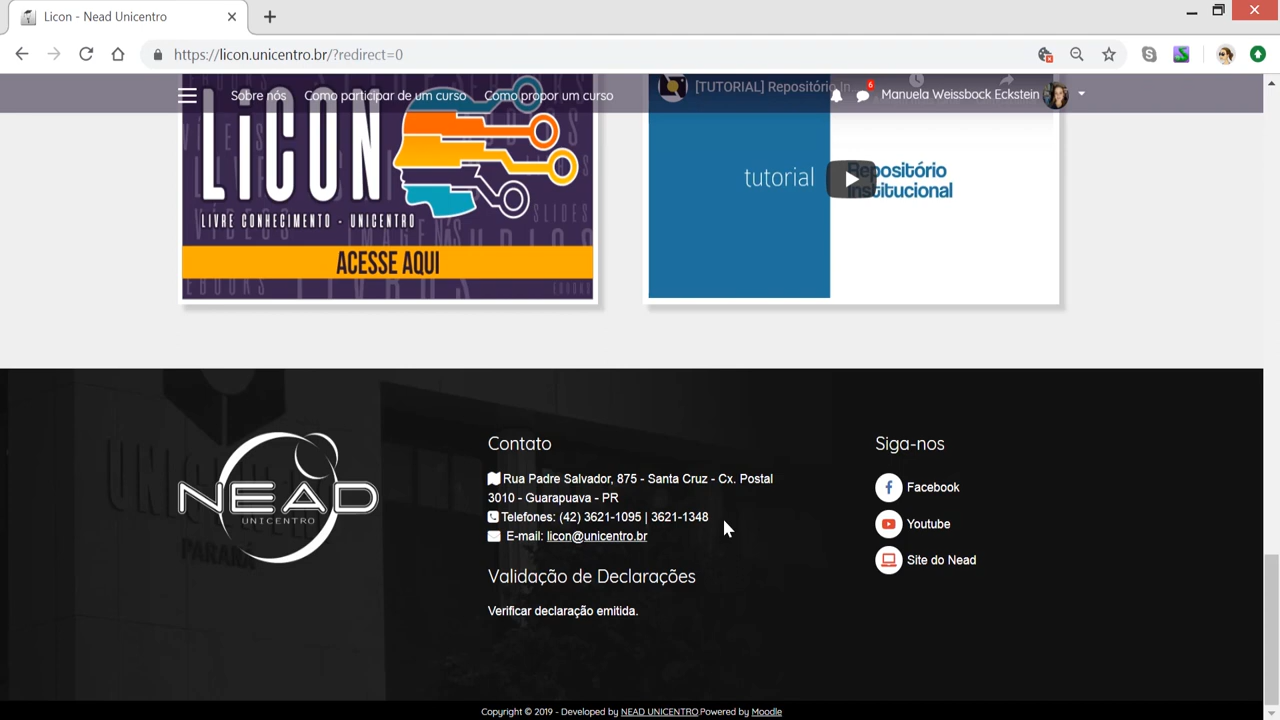 Licon - Nead Unicentro
https://licon.unicentro.br/?redirect=0
Sobre nós
Como participar de um curso
Como propor um curso
6
Manuela Weissbock Eckstein
LiCON
LIVRE CONHECIMENTO - UNICENTRO
ACESSE AQUI
[TUTORIAL] Repositório In...
tutorial
Repositório
Institucional
NEAD
UNICENTRO
Contato
Rua Padre Salvador, 875 - Santa Cruz - Cx. Postal
3010 - Guarapuava - PR
Telefones: (42) 3621-1095 | 3621-1348
E-mail: licon@unicentro.br
Validação de Declarações
Verificar declaração emitida.
Siga-nos
Facebook
Youtube
Site do Nead
Copyright © 2019 - Developed by NEAD UNICENTRO Powered by Moodle